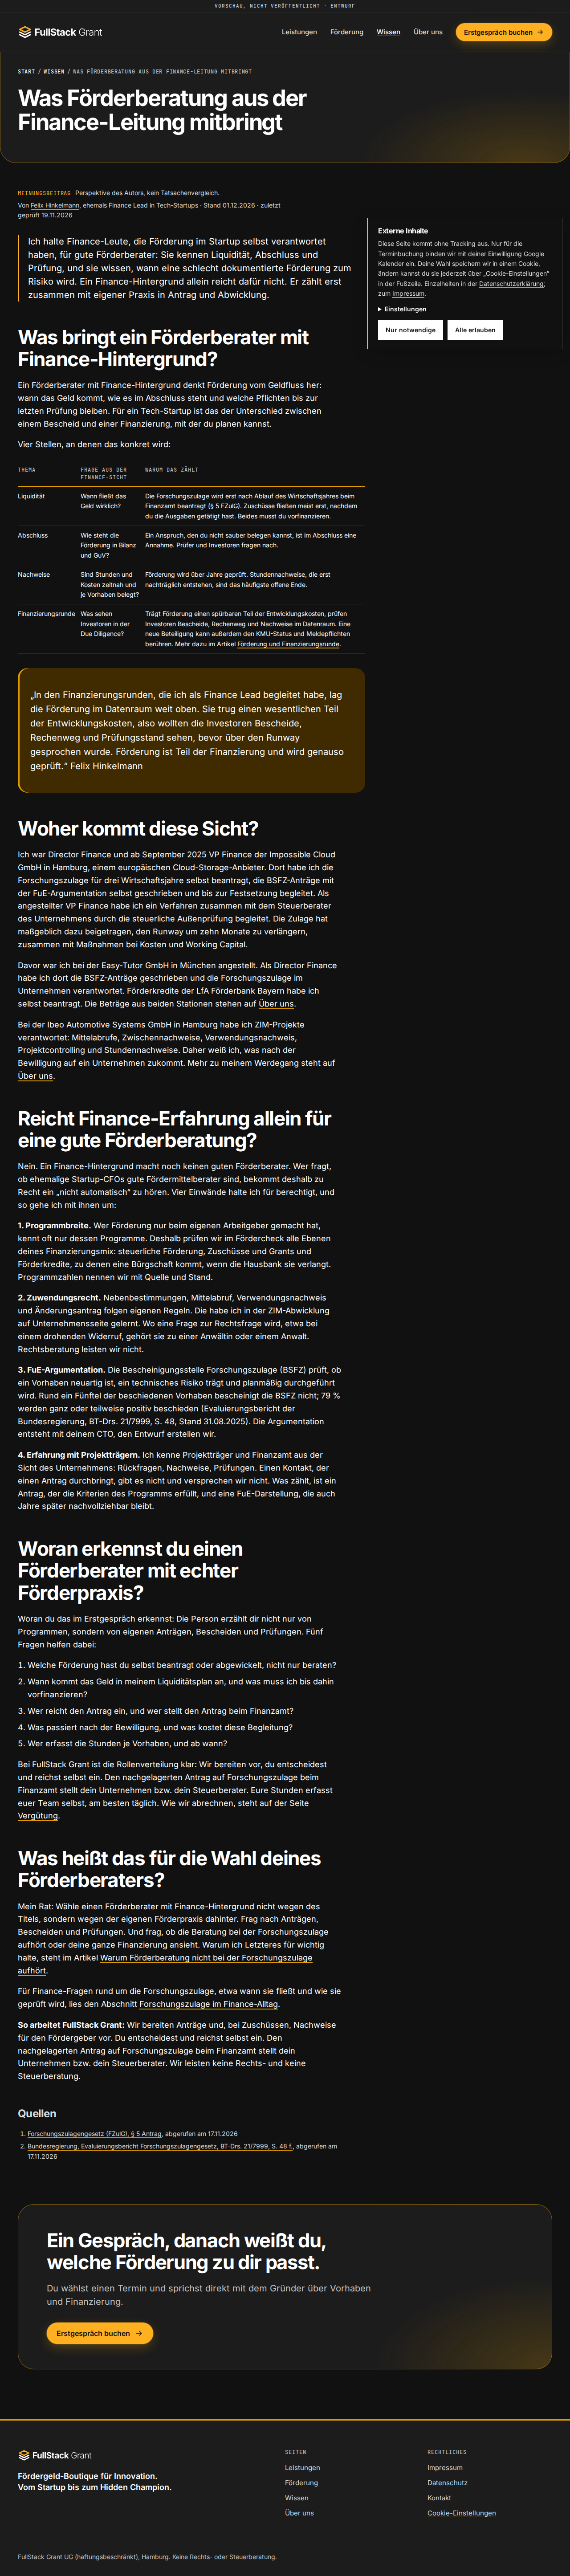 VORSCHAU, NICHT VERÖFFENTLICHT · ENTWURF
FullStack Grant
Leistungen
Förderung
Wissen
Über uns
Erstgespräch buchen →
START / WISSEN / WAS FÖRDERBERATUNG AUS DER FINANCE-LEITUNG MITBRINGT
Was Förderberatung aus der
Finance-Leitung mitbringt
MEINUNGSBEITRAG Perspektive des Autors, kein Tatsachenvergleich.
Von Felix Hinkelmann, ehemals Finance Lead in Tech-Startups · Stand 01.12.2026 · zuletzt
geprüft 19.11.2026
Externe Inhalte
Diese Seite kommt ohne Tracking aus. Nur für die
Terminbuchung binden wir mit deiner Einwilligung Google
Kalender ein. Deine Wahl speichern wir in einem Cookie,
ändern kannst du sie jederzeit über „Cookie-Einstellungen“
in der Fußzeile. Einzelheiten in der Datenschutzerklärung;
zum Impressum.
▶ Einstellungen
Nur notwendige
Alle erlauben
Ich halte Finance-Leute, die Förderung im Startup selbst verantwortet
haben, für gute Förderberater: Sie kennen Liquidität, Abschluss und
Prüfung, und sie wissen, wann eine schlecht dokumentierte Förderung zum
Risiko wird. Ein Finance-Hintergrund allein reicht dafür nicht. Er zählt erst
zusammen mit eigener Praxis in Antrag und Abwicklung.
Was bringt ein Förderberater mit
Finance-Hintergrund?
Ein Förderberater mit Finance-Hintergrund denkt Förderung vom Geldfluss her:
wann das Geld kommt, wie es im Abschluss steht und welche Pflichten bis zur
letzten Prüfung bleiben. Für ein Tech-Startup ist das der Unterschied zwischen
einem Bescheid und einer Finanzierung, mit der du planen kannst.
Vier Stellen, an denen das konkret wird:
THEMA
FRAGE AUS DER
FINANCE-SICHT
WARUM DAS ZÄHLT
Liquidität
Wann fließt das
Geld wirklich?
Die Forschungszulage wird erst nach Ablauf des Wirtschaftsjahres beim
Finanzamt beantragt (§ 5 FZulG). Zuschüsse fließen meist erst, nachdem
du die Ausgaben getätigt hast. Beides musst du vorfinanzieren.
Abschluss
Wie steht die
Förderung in Bilanz
und GuV?
Ein Anspruch, den du nicht sauber belegen kannst, ist im Abschluss eine
Annahme. Prüfer und Investoren fragen nach.
Nachweise
Sind Stunden und
Kosten zeitnah und
je Vorhaben belegt?
Förderung wird über Jahre geprüft. Stundennachweise, die erst
nachträglich entstehen, sind das häufigste offene Ende.
Finanzierungsrunde
Was sehen
Investoren in der
Due Diligence?
Trägt Förderung einen spürbaren Teil der Entwicklungskosten, prüfen
Investoren Bescheide, Rechenweg und Nachweise im Datenraum. Eine
neue Beteiligung kann außerdem den KMU-Status und Meldepflichten
berühren. Mehr dazu im Artikel Förderung und Finanzierungsrunde.
„In den Finanzierungsrunden, die ich als Finance Lead begleitet habe, lag
die Förderung im Datenraum weit oben. Sie trug einen wesentlichen Teil
der Entwicklungskosten, also wollten die Investoren Bescheide,
Rechenweg und Prüfungsstand sehen, bevor über den Runway
gesprochen wurde. Förderung ist Teil der Finanzierung und wird genauso
geprüft.“ Felix Hinkelmann
Woher kommt diese Sicht?
Ich war Director Finance und ab September 2025 VP Finance der Impossible Cloud
GmbH in Hamburg, einem europäischen Cloud-Storage-Anbieter. Dort habe ich die
Forschungszulage für drei Wirtschaftsjahre selbst beantragt, die BSFZ-Anträge mit
der FuE-Argumentation selbst geschrieben und bis zur Festsetzung begleitet. Als
angestellter VP Finance habe ich ein Verfahren zusammen mit dem Steuerberater
des Unternehmens durch die steuerliche Außenprüfung begleitet. Die Zulage hat
maßgeblich dazu beigetragen, den Runway um zehn Monate zu verlängern,
zusammen mit Maßnahmen bei Kosten und Working Capital.
Davor war ich bei der Easy-Tutor GmbH in München angestellt. Als Director Finance
habe ich dort die BSFZ-Anträge geschrieben und die Forschungszulage im
Unternehmen verantwortet. Förderkredite der LfA Förderbank Bayern habe ich
selbst beantragt. Die Beträge aus beiden Stationen stehen auf Über uns.
Bei der Ibeo Automotive Systems GmbH in Hamburg habe ich ZIM-Projekte
verantwortet: Mittelabrufe, Zwischennachweise, Verwendungsnachweis,
Projektcontrolling und Stundennachweise. Daher weiß ich, was nach der
Bewilligung auf ein Unternehmen zukommt. Mehr zu meinem Werdegang steht auf
Über uns.
Reicht Finance-Erfahrung allein für
eine gute Förderberatung?
Nein. Ein Finance-Hintergrund macht noch keinen guten Förderberater. Wer fragt,
ob ehemalige Startup-CFOs gute Fördermittelberater sind, bekommt deshalb zu
Recht ein „nicht automatisch“ zu hören. Vier Einwände halte ich für berechtigt, und
so gehe ich mit ihnen um:
1. Programmbreite. Wer Förderung nur beim eigenen Arbeitgeber gemacht hat,
kennt oft nur dessen Programme. Deshalb prüfen wir im Fördercheck alle Ebenen
deines Finanzierungsmix: steuerliche Förderung, Zuschüsse und Grants und
Förderkredite, zu denen eine Bürgschaft kommt, wenn die Hausbank sie verlangt.
Programmzahlen nennen wir mit Quelle und Stand.
2. Zuwendungsrecht. Nebenbestimmungen, Mittelabruf, Verwendungsnachweis
und Änderungsantrag folgen eigenen Regeln. Die habe ich in der ZIM-Abwicklung
auf Unternehmensseite gelernt. Wo eine Frage zur Rechtsfrage wird, etwa bei
einem drohenden Widerruf, gehört sie zu einer Anwältin oder einem Anwalt.
Rechtsberatung leisten wir nicht.
3. FuE-Argumentation. Die Bescheinigungsstelle Forschungszulage (BSFZ) prüft, ob
ein Vorhaben neuartig ist, ein technisches Risiko trägt und planmäßig durchgeführt
wird. Rund ein Fünftel der beschiedenen Vorhaben bescheinigt die BSFZ nicht; 79 %
werden ganz oder teilweise positiv beschieden (Evaluierungsbericht der
Bundesregierung, BT-Drs. 21/7999, S. 48, Stand 31.08.2025). Die Argumentation
entsteht mit deinem CTO, den Entwurf erstellen wir.
4. Erfahrung mit Projektträgern. Ich kenne Projektträger und Finanzamt aus der
Sicht des Unternehmens: Rückfragen, Nachweise, Prüfungen. Einen Kontakt, der
einen Antrag durchbringt, gibt es nicht und versprechen wir nicht. Was zählt, ist ein
Antrag, der die Kriterien des Programms erfüllt, und eine FuE-Darstellung, die auch
Jahre später nachvollziehbar bleibt.
Woran erkennst du einen
Förderberater mit echter
Förderpraxis?
Woran du das im Erstgespräch erkennst: Die Person erzählt dir nicht nur von
Programmen, sondern von eigenen Anträgen, Bescheiden und Prüfungen. Fünf
Fragen helfen dabei:
1. Welche Förderung hast du selbst beantragt oder abgewickelt, nicht nur beraten?
2. Wann kommt das Geld in meinem Liquiditätsplan an, und was muss ich bis dahin
vorfinanzieren?
3. Wer reicht den Antrag ein, und wer stellt den Antrag beim Finanzamt?
4. Was passiert nach der Bewilligung, und was kostet diese Begleitung?
5. Wer erfasst die Stunden je Vorhaben, und ab wann?
Bei FullStack Grant ist die Rollenverteilung klar: Wir bereiten vor, du entscheidest
und reichst selbst ein. Den nachgelagerten Antrag auf Forschungszulage beim
Finanzamt stellt dein Unternehmen bzw. dein Steuerberater. Eure Stunden erfasst
euer Team selbst, am besten täglich. Wie wir abrechnen, steht auf der Seite
Vergütung.
Was heißt das für die Wahl deines
Förderberaters?
Mein Rat: Wähle einen Förderberater mit Finance-Hintergrund nicht wegen des
Titels, sondern wegen der eigenen Förderpraxis dahinter. Frag nach Anträgen,
Bescheiden und Prüfungen. Und frag, ob die Beratung bei der Forschungszulage
aufhört oder deine ganze Finanzierung ansieht. Warum ich Letzteres für wichtig
halte, steht im Artikel Warum Förderberatung nicht bei der Forschungszulage
aufhört.
Für Finance-Fragen rund um die Forschungszulage, etwa wann sie fließt und wie sie
geprüft wird, lies den Abschnitt Forschungszulage im Finance-Alltag.
So arbeitet FullStack Grant: Wir bereiten Anträge und, bei Zuschüssen, Nachweise
für den Fördergeber vor. Du entscheidest und reichst selbst ein. Den
nachgelagerten Antrag auf Forschungszulage beim Finanzamt stellt dein
Unternehmen bzw. dein Steuerberater. Wir leisten keine Rechts- und keine
Steuerberatung.
Quellen
1. Forschungszulagengesetz (FZulG), § 5 Antrag, abgerufen am 17.11.2026
2. Bundesregierung, Evaluierungsbericht Forschungszulagengesetz, BT-Drs. 21/7999, S. 48 f., abgerufen am
17.11.2026
Ein Gespräch, danach weißt du,
welche Förderung zu dir passt.
Du wählst einen Termin und sprichst direkt mit dem Gründer über Vorhaben
und Finanzierung.
Erstgespräch buchen →
FullStack Grant
Fördergeld-Boutique für Innovation.
Vom Startup bis zum Hidden Champion.
SEITEN
Leistungen
Förderung
Wissen
Über uns
RECHTLICHES
Impressum
Datenschutz
Kontakt
Cookie-Einstellungen
FullStack Grant UG (haftungsbeschränkt), Hamburg. Keine Rechts- oder Steuerberatung.